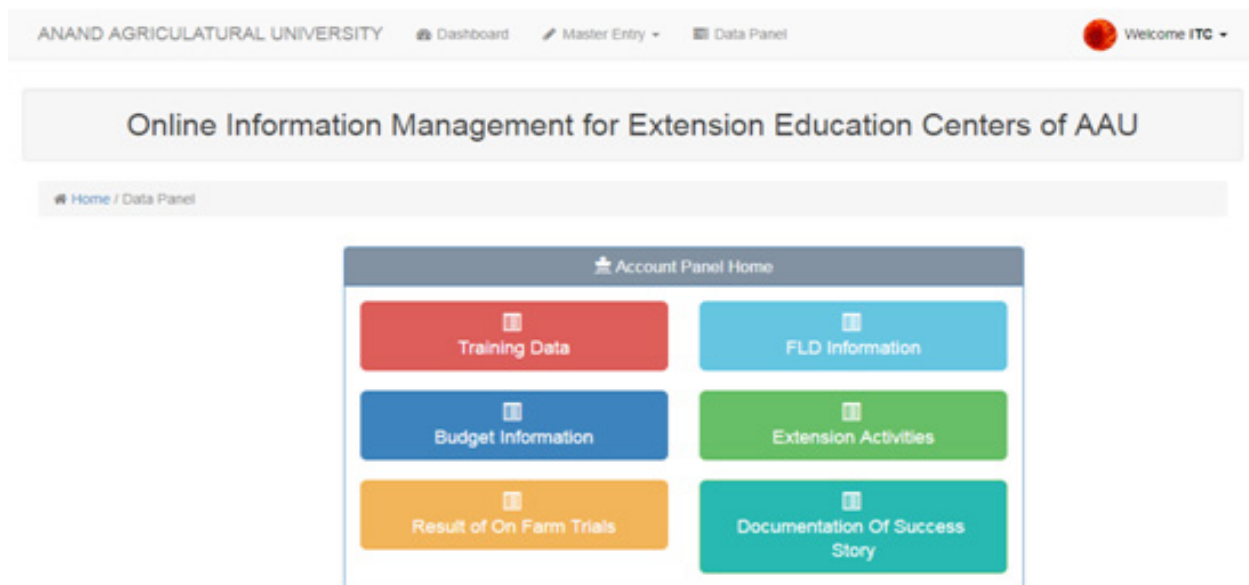 ANAND AGRICULATURAL UNIVERSITY Dashboard Master Entry Data Panel Welcome ITC
Online Information Management for Extension Education Centers of AAU
Home / Data Panel
Account Panel Home
Training Data
FLD Information
Budget Information
Extension Activities
Result of On Farm Trials
Documentation Of Success
Story